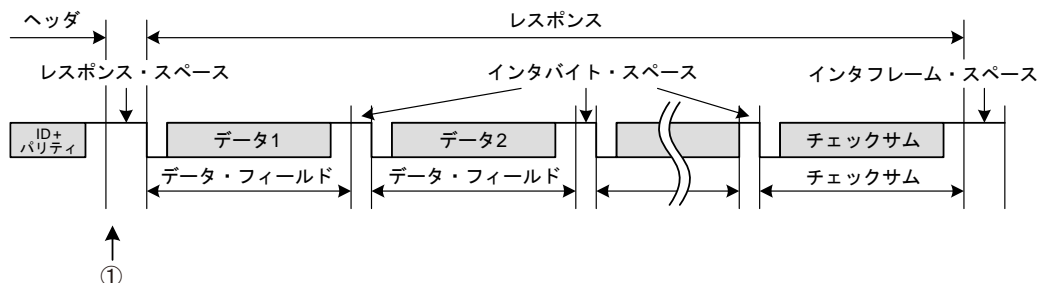 ヘッダ
レスポンス
レスポンス・スペース
インタバイト・スペース
インタフレーム・スペース
ID+
パリティ
データ1
データ2
チェックサム
データ・フィールド
データ・フィールド
チェックサム
①